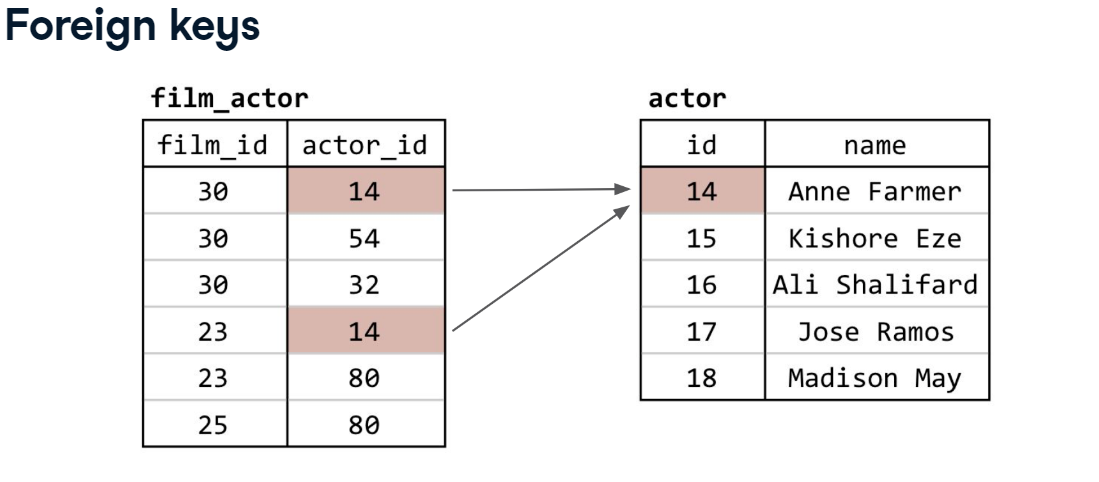 Foreign keys
film_actor
film_id actor_id
30 14
30 54
30 32
23 14
23 80
25 80
actor
id name
14 Anne Farmer
15 Kishore Eze
16 Ali Shalifard
17 Jose Ramos
18 Madison May